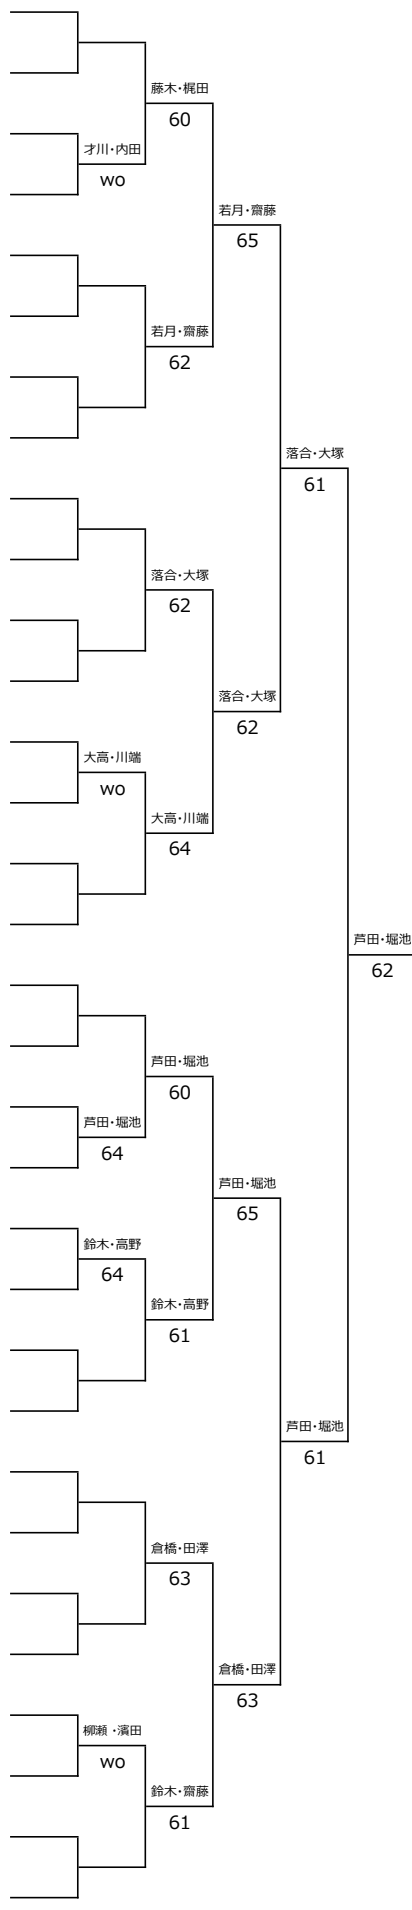 藤木・梶田
60
才川・内田
wo
若月・齋藤
65
若月・齋藤
62
落合・大塚
61
落合・大塚
62
落合・大塚
62
大高・川端
wo
大高・川端
64
芦田・堀池
62
芦田・堀池
60
芦田・堀池
64
芦田・堀池
65
鈴木・高野
64
鈴木・高野
61
芦田・堀池
61
倉橋・田澤
63
倉橋・田澤
63
柳瀬 ・濱田
wo
鈴木・齋藤
61